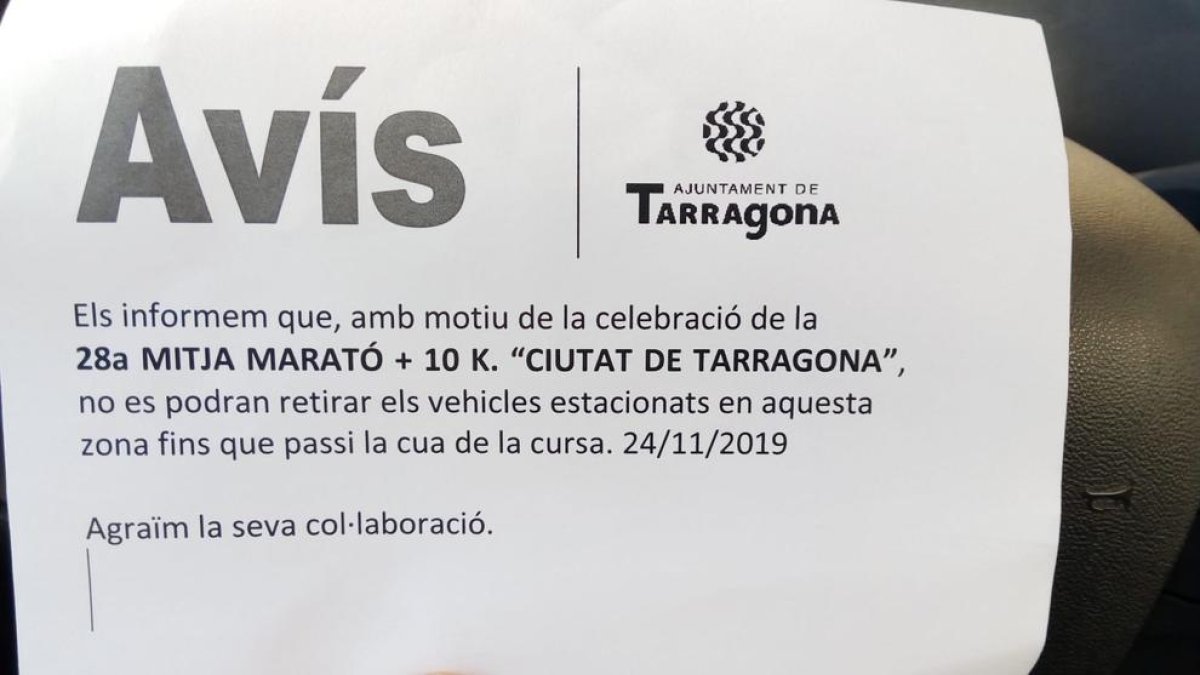 Avís
AJUNTAMENT DE
TARRAgonA
Els informem que, amb motiu de la celebració de la
28a MITJA MARATÓ + 10 K. “CIUTAT DE TARRAGONA”,
no es podran retirar els vehicles estacionats en aquesta
zona fins que passi la cua de la cursa. 24/11/2019
Agraïm la seva col·laboració.